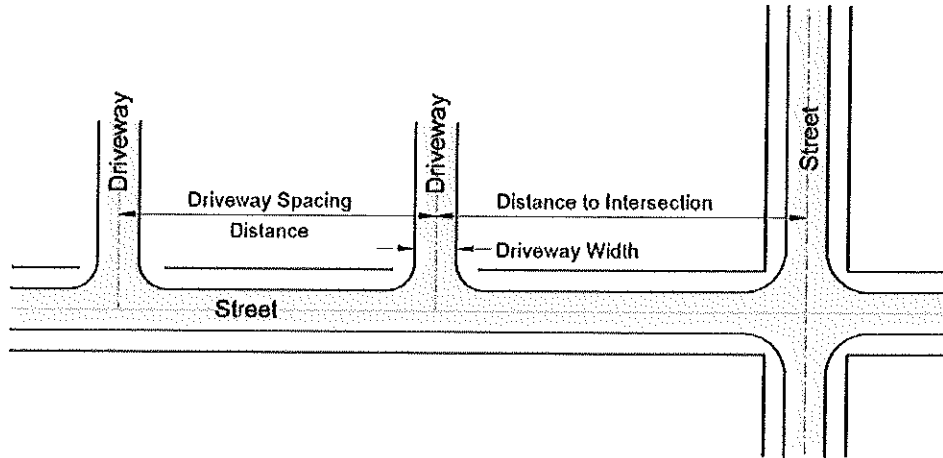 Driveway
Driveway
Street
Driveway Spacing
Distance
Distance to Intersection
Driveway Width
Street